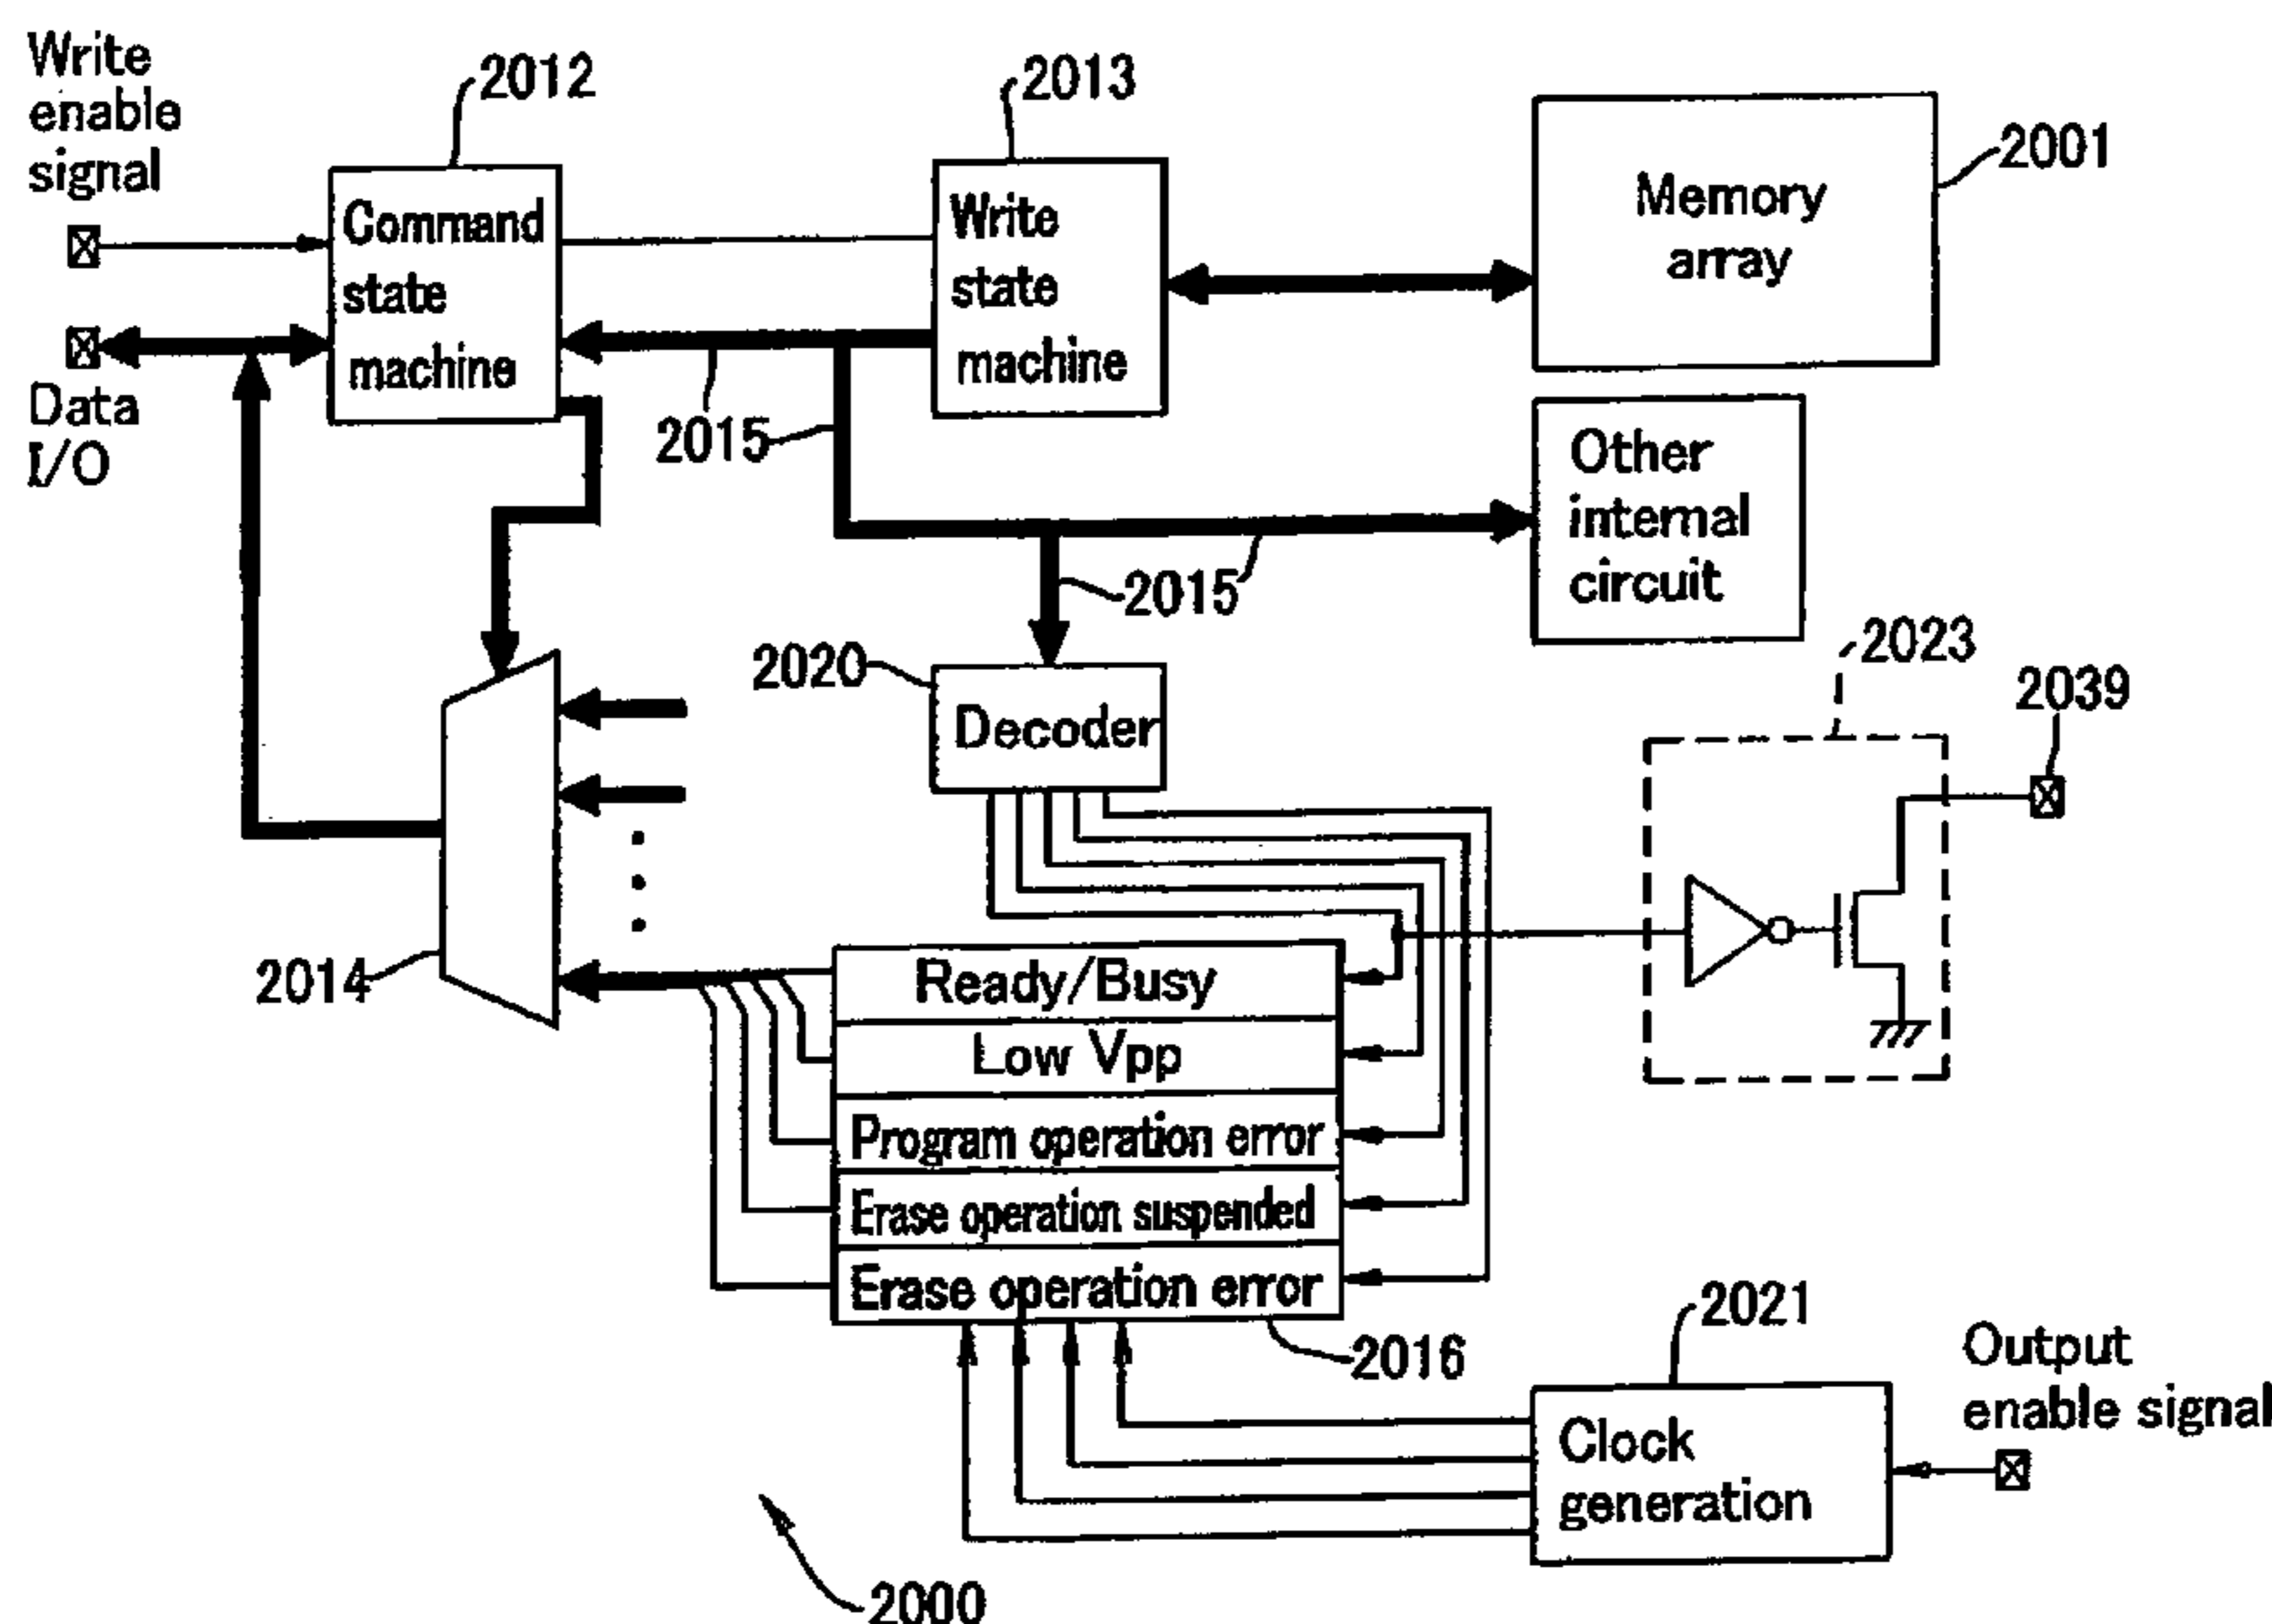 Write
enable
signal
2012
2013
2001
Command
state
machine
Write
state
machine
Memory
array
Data
I/O
2015
Other
internal
circuit
2015
2020
Decoder
2023
2039
2014
Ready/Busy
Low Vpp
Program operation error
Erase operation suspended
Erase operation error
2016
2021
Output
enable signal
Clock
generation
2000